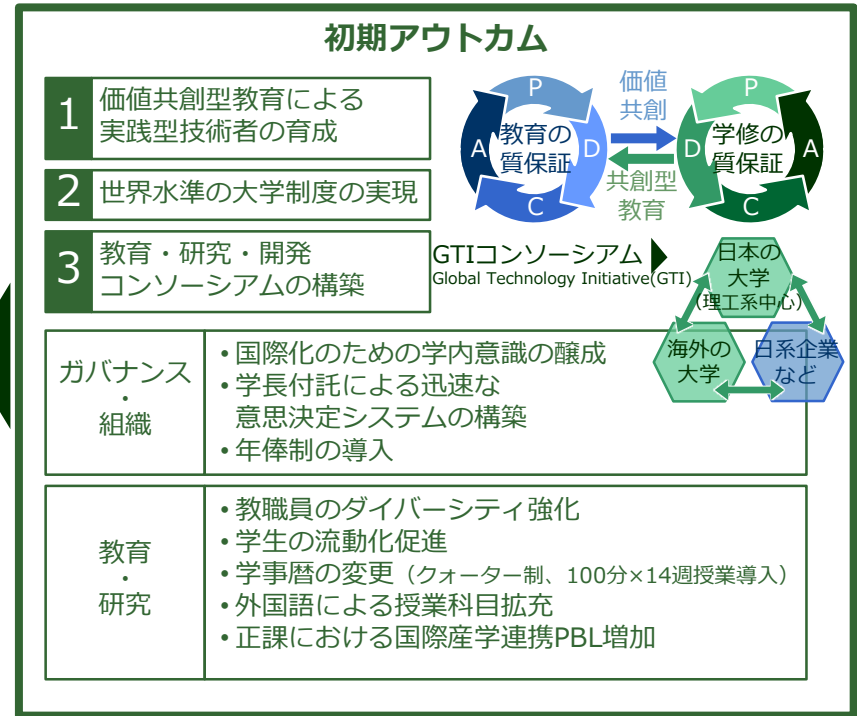 初期アウトカム
1
価値共創型教育による
実践型技術者の育成
2
世界水準の大学制度の実現
3
教育・研究・開発
コンソーシアムの構築
P
D
C
A
教育の
質保証
価値
共創
共創型
教育
P
D
C
A
学修の
質保証
GTIコンソーシアム
Global Technology Initiative(GTI)
日本の
大学
(理工系中心)
海外の
大学
日系企業
など
ガバナンス
・
組織
• 国際化のための学内意識の醸成
• 学長付託による迅速な
意思決定システムの構築
• 年俸制の導入
教育
・
研究
• 教職員のダイバーシティ強化
• 学生の流動化促進
• 学事暦の変更（クォーター制、100分×14週授業導入）
• 外国語による授業科目拡充
• 正課における国際産学連携PBL増加